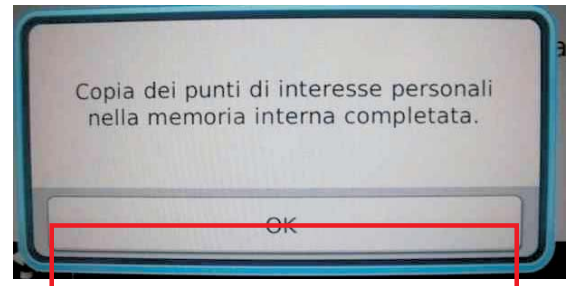 Copia dei punti di interesse personali
nella memoria interna completata.
OK